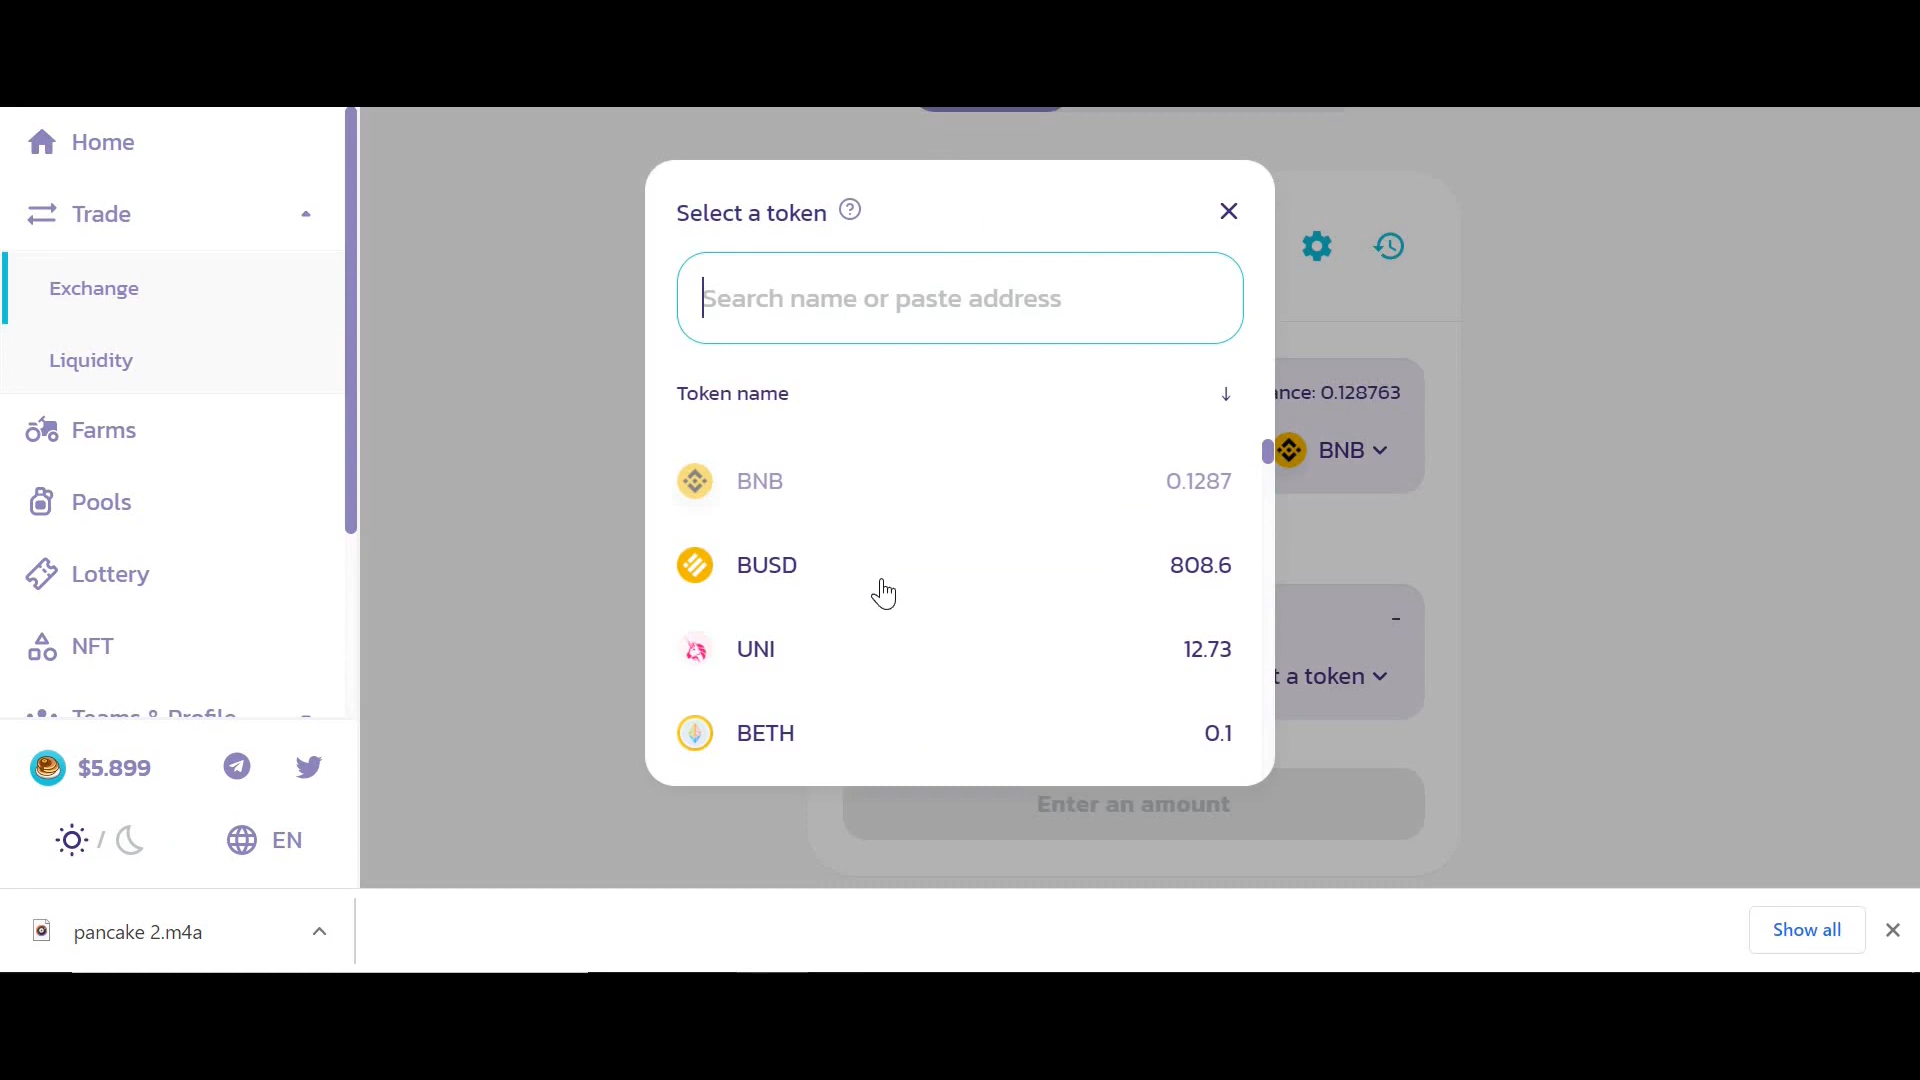 Home
Trade
Exchange
Liquidity
Farms
Pools
Lottery
NFT
Teams & Profile
$5.899
/
EN
Select a token
Search name or paste address
Token name
BNB 0.1287
BUSD 808.6
UNI 12.73
BETH 0.1
0.128763
BNB
-
a token
Enter an amount
pancake 2.m4a
Show all